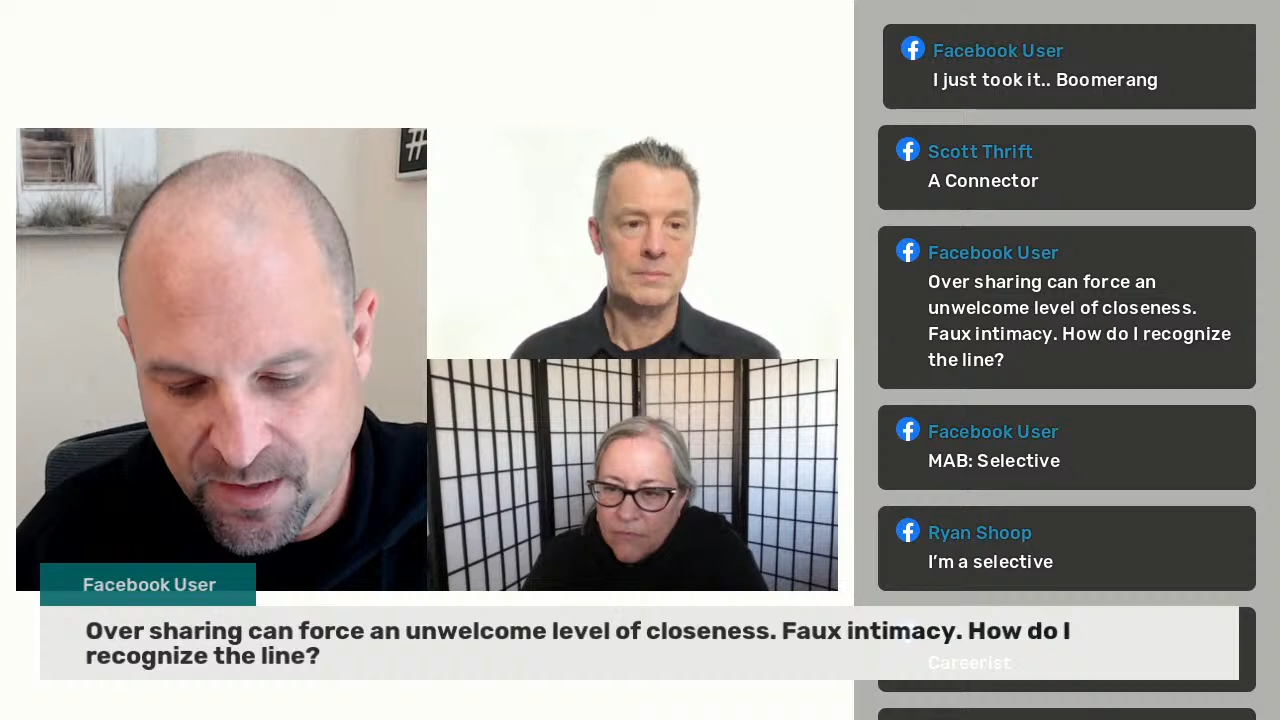 #
Facebook User
I just took it.. Boomerang
Scott Thrift
A Connector
Facebook User
Over sharing can force an
unwelcome level of closeness.
Faux intimacy. How do I recognize
the line?
Facebook User
MAB: Selective
Ryan Shoop
I'm a selective
Careerist
Facebook User
Over sharing can force an unwelcome level of closeness. Faux intimacy. How do I
recognize the line?